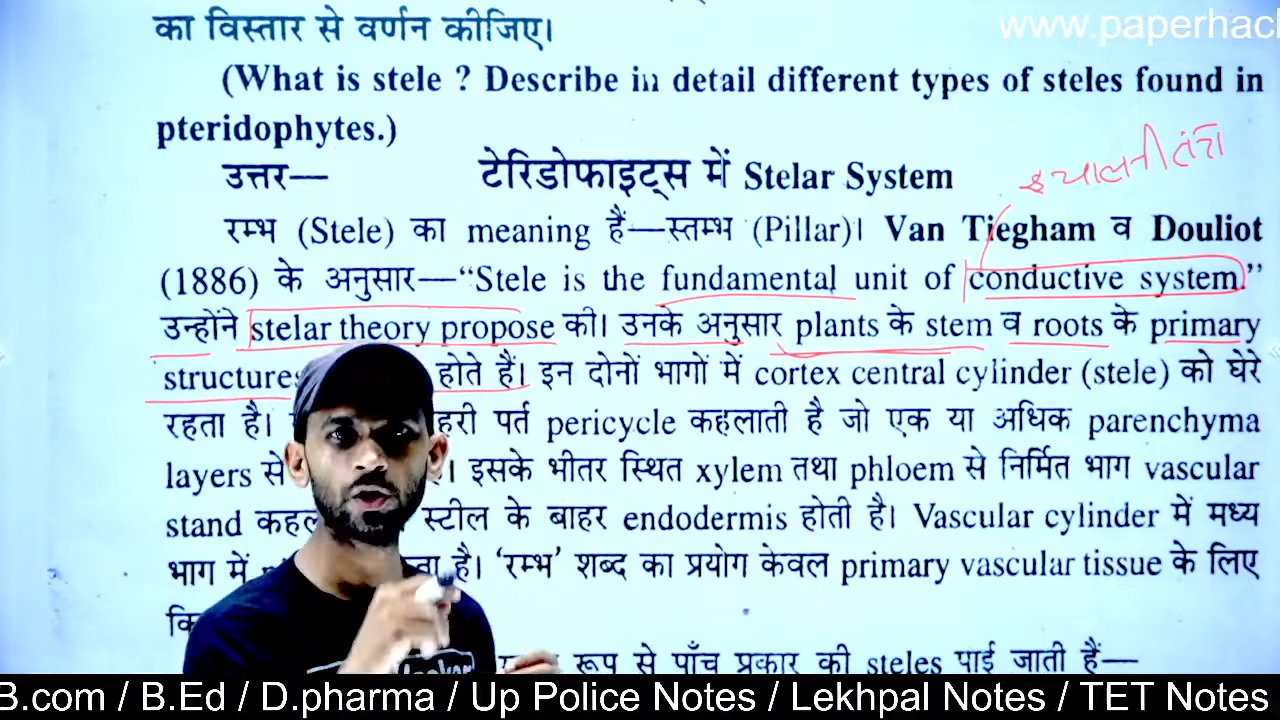 www.paperhac
का विस्तार से वर्णन कीजिए।
(What is stele ? Describe in detail different types of steles found in
pteridophytes.)
उत्तर— टेरिडोफाइट्स में Stelar System
चालनी तंत्र
रम्भ (Stele) का meaning हैं—स्तम्भ (Pillar)। Van Tiegham व Douliot
(1886) के अनुसार—“Stele is the fundamental unit of conductive system”
उन्होंने stelar theory propose की। उनके अनुसार plants के stem व roots के primary
structures होते हैं। इन दोनों भागों में cortex central cylinder (stele) को घेरे
रहता है। हरी पर्त pericycle कहलाती है जो एक या अधिक parenchyma
layers से इसके भीतर स्थित xylem तथा phloem से निर्मित भाग vascular
stand कहल स्टील के बाहर endodermis होती है। Vascular cylinder में मध्य
भाग में है। ‘रम्भ’ शब्द का प्रयोग केवल primary vascular tissue के लिए
रूप से पाँच प्रकार की steles पाई जाती हैं—
B.com / B.Ed / D.pharma / Up Police Notes / Lekhpal Notes / TET Notes